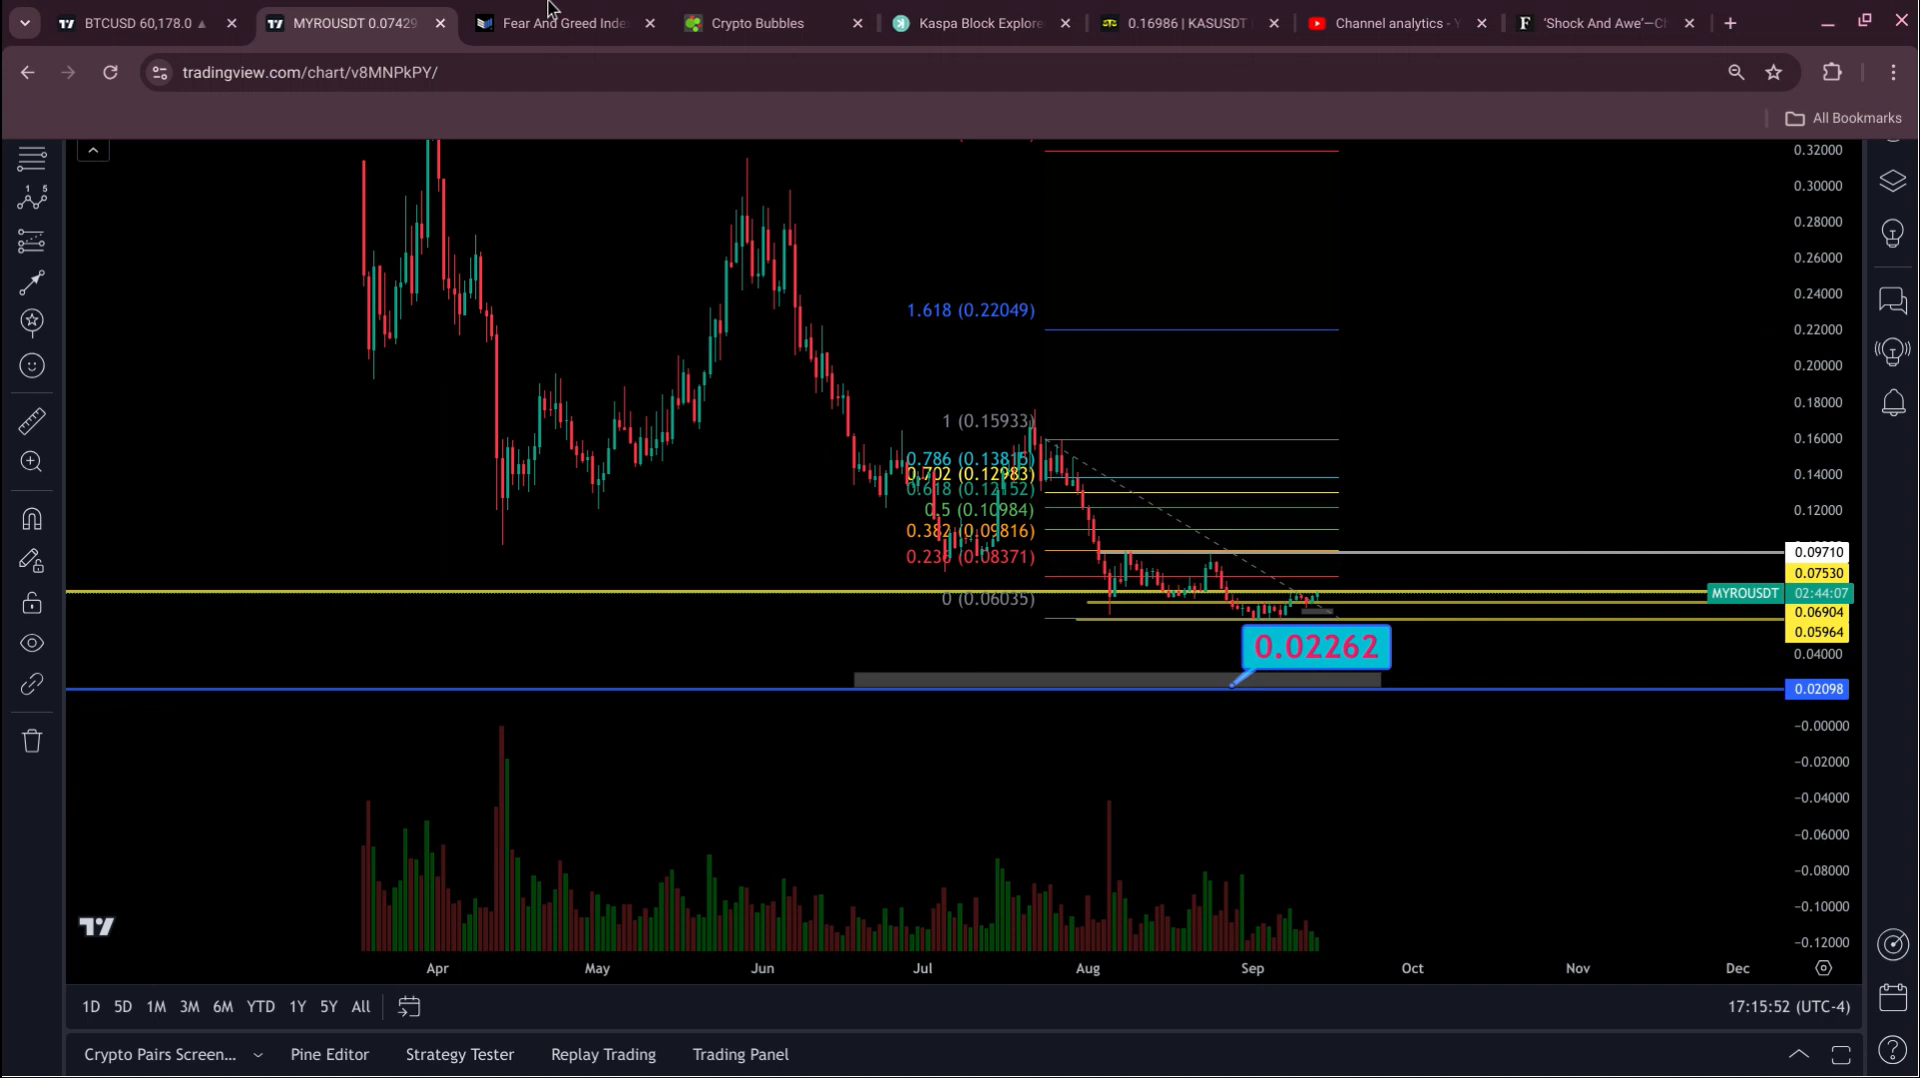 BTCUSD 60,178.0
MYROUSDT 0.07429
Fear And Greed Inde
Crypto Bubbles
Kaspa Block Explore
0.16986 | KASUSDT
Channel analytics - Y
'Shock And Awe'—Ch
tradingview.com/chart/v8MNPkPY/
All Bookmarks
0.32000
0.30000
0.28000
0.26000
0.24000
0.22000
0.20000
0.18000
0.16000
0.14000
0.12000
0.09710
0.07530
MYROUSDT 02:44:07
0.06904
0.05964
0.04000
0.02098
−0.00000
−0.02000
−0.04000
−0.06000
−0.08000
−0.10000
−0.12000
1.618 (0.22049)
1 (0.15933)
0.786 (0.13815)
0.702 (0.12983)
0.618 (0.12152)
0.5 (0.10984)
0.382 (0.09816)
0.236 (0.08371)
0 (0.06035)
0.02262
Apr May Jun Jul Aug Sep Oct Nov Dec
1D 5D 1M 3M 6M YTD 1Y 5Y All
17:15:52 (UTC-4)
Crypto Pairs Screen... Pine Editor Strategy Tester Replay Trading Trading Panel